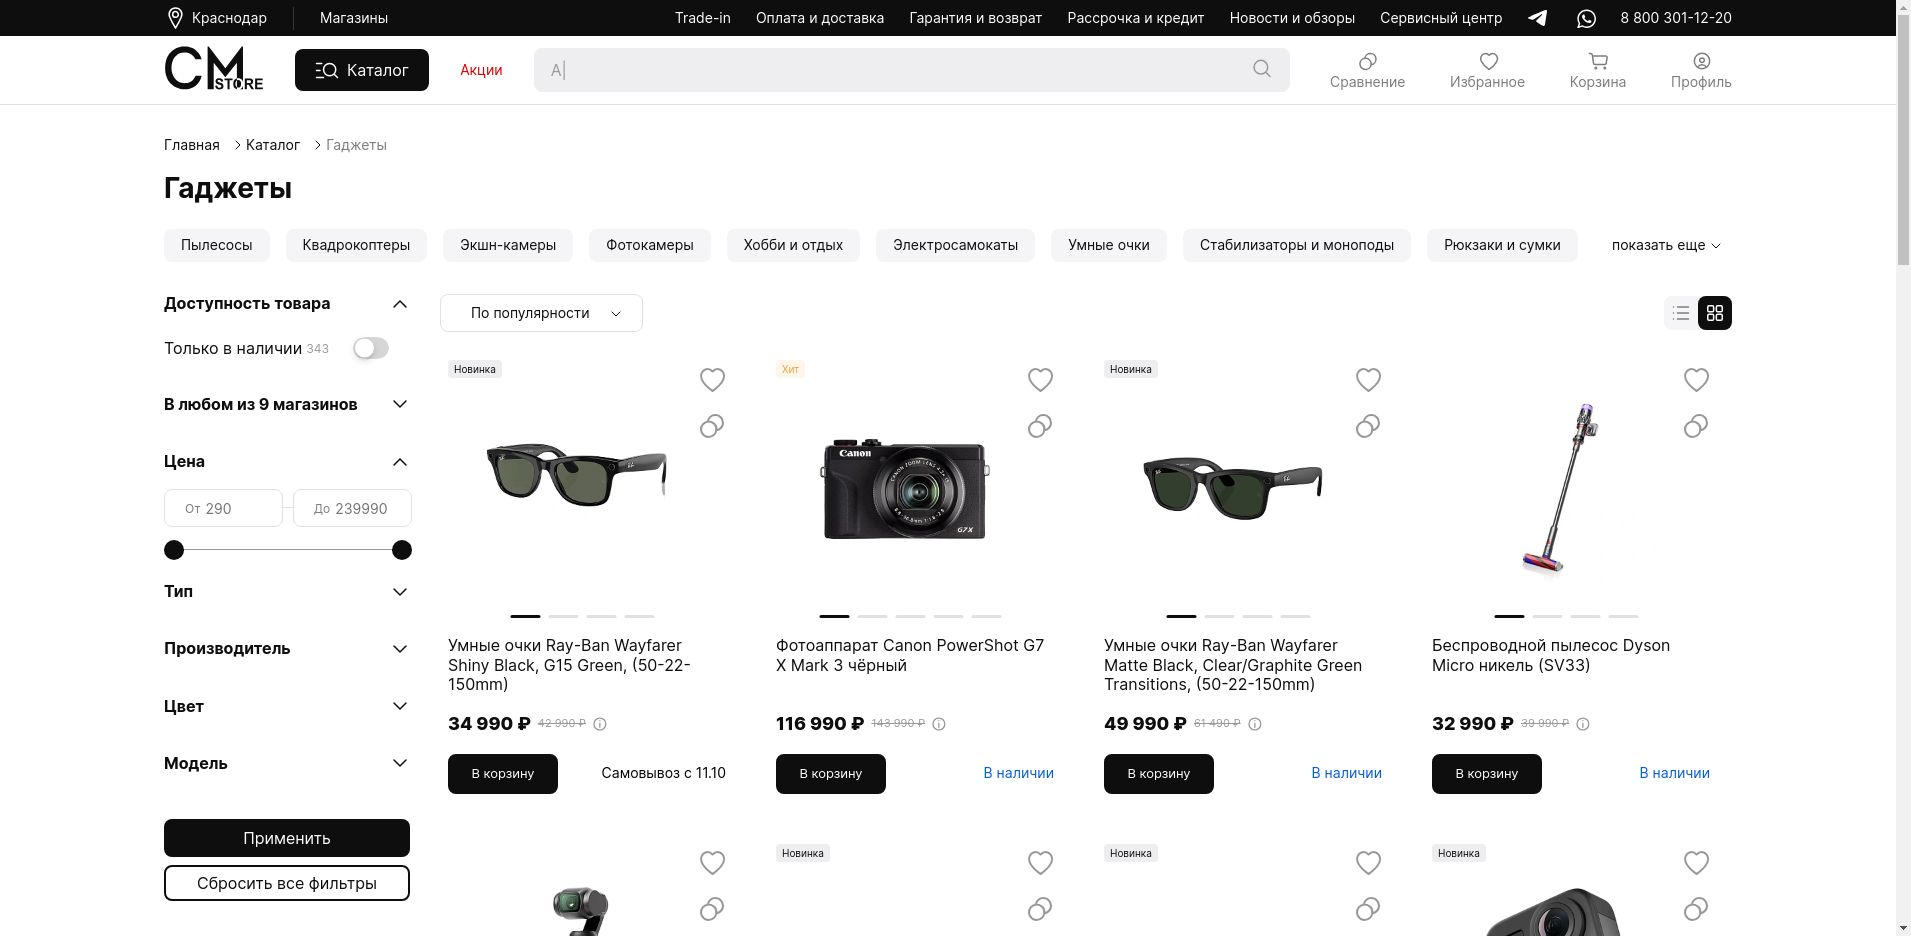 Краснодар
Магазины
Trade-in
Оплата и доставка
Гарантия и возврат
Рассрочка и кредит
Новости и обзоры
Сервисный центр
8 800 301-12-20
CM STORE
Каталог
Акции
A|
Сравнение
Избранное
Корзина
Профиль
Главная
Каталог
Гаджеты
Гаджеты
Пылесосы
Квадрокоптеры
Экшн-камеры
Фотокамеры
Хобби и отдых
Электросамокаты
Умные очки
Стабилизаторы и моноподы
Рюкзаки и сумки
показать еще
Доступность товара
Только в наличии 343
В любом из 9 магазинов
Цена
От 290
До 239990
Тип
Производитель
Цвет
Модель
Применить
Сбросить все фильтры
По популярности
Новинка
Умные очки Ray-Ban Wayfarer
Shiny Black, G15 Green, (50-22-
150mm)
34 990 ₽ 42 990 ₽
В корзину
Самовывоз с 11.10
Хит
Canon
G7X
Фотоаппарат Canon PowerShot G7
X Mark 3 чёрный
116 990 ₽ 143 990 ₽
В корзину
В наличии
Новинка
Умные очки Ray-Ban Wayfarer
Matte Black, Clear/Graphite Green
Transitions, (50-22-150mm)
49 990 ₽ 61 490 ₽
В корзину
В наличии
Беспроводной пылесос Dyson
Micro никель (SV33)
32 990 ₽ 39 990 ₽
В корзину
В наличии
Новинка
Новинка
Новинка